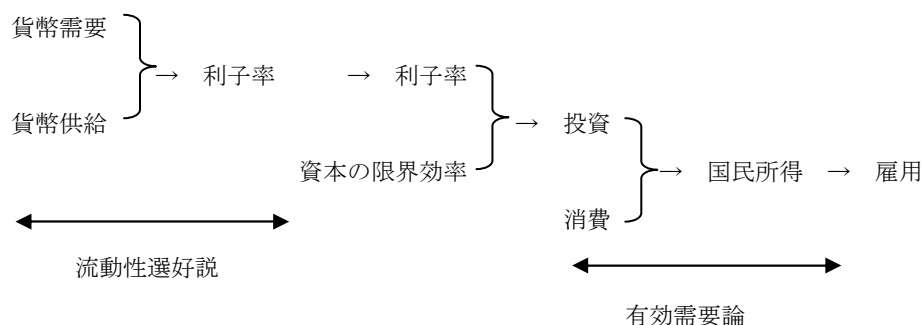 貨幣需要
→ 利子率 → 利子率
貨幣供給
→ 投資
資本の限界効率
→ 国民所得 → 雇用
消費
流動性選好説
有効需要論